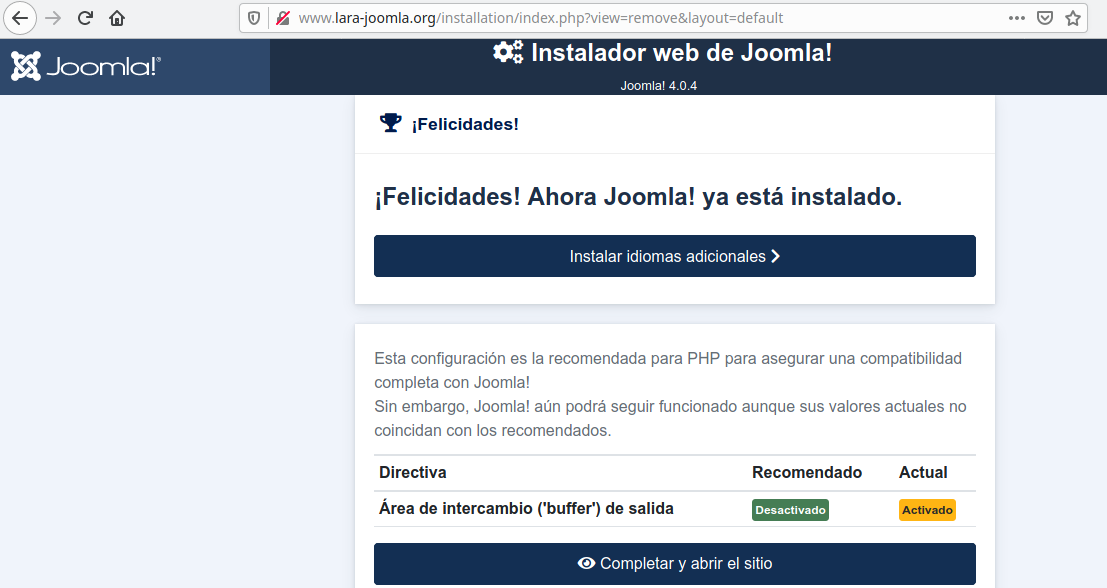 www.lara-joomla.org/installation/index.php?view=remove&layout=default
Joomla!®
Instalador web de Joomla!
Joomla! 4.0.4
¡Felicidades!
¡Felicidades! Ahora Joomla! ya está instalado.
Instalar idiomas adicionales
Esta configuración es la recomendada para PHP para asegurar una compatibilidad
completa con Joomla!
Sin embargo, Joomla! aún podrá seguir funcionado aunque sus valores actuales no
coincidan con los recomendados.
Directiva Recomendado Actual
Área de intercambio ('buffer') de salida Desactivado Activado
Completar y abrir el sitio